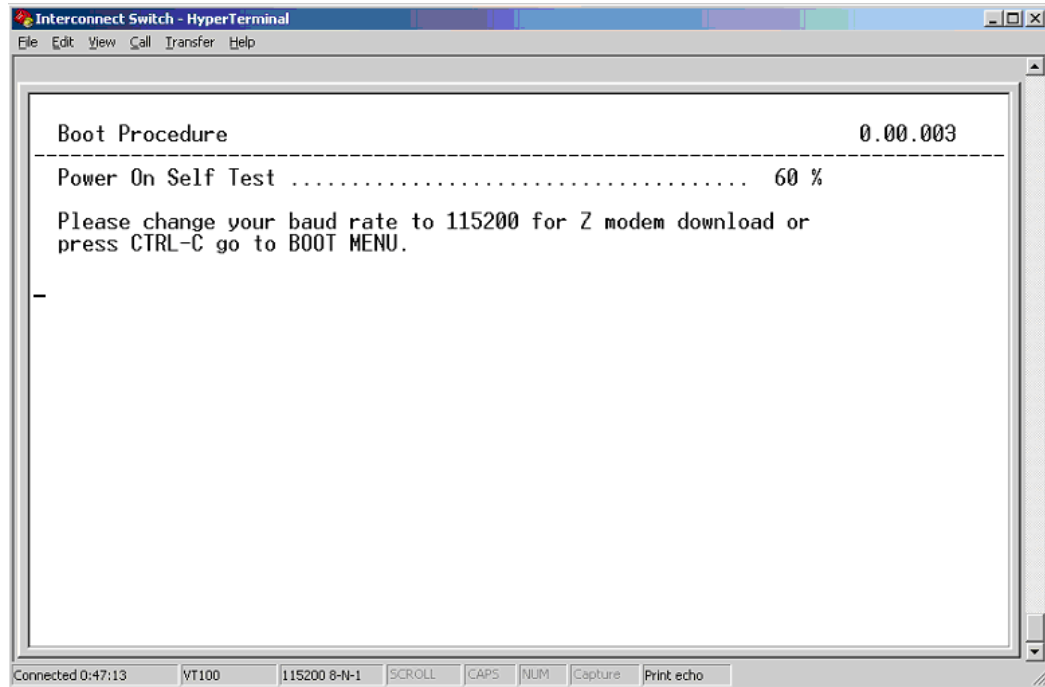 Interconnect Switch - HyperTerminal
File Edit View Call Transfer Help
Boot Procedure 0.00.003
--------------------------------------------------------------------------------
Power On Self Test ...................................... 60 %
Please change your baud rate to 115200 for Z modem download or
press CTRL-C go to BOOT MENU.
Connected 0:47:13 VT100 115200 8-N-1 SCROLL CAPS NUM Capture Print echo